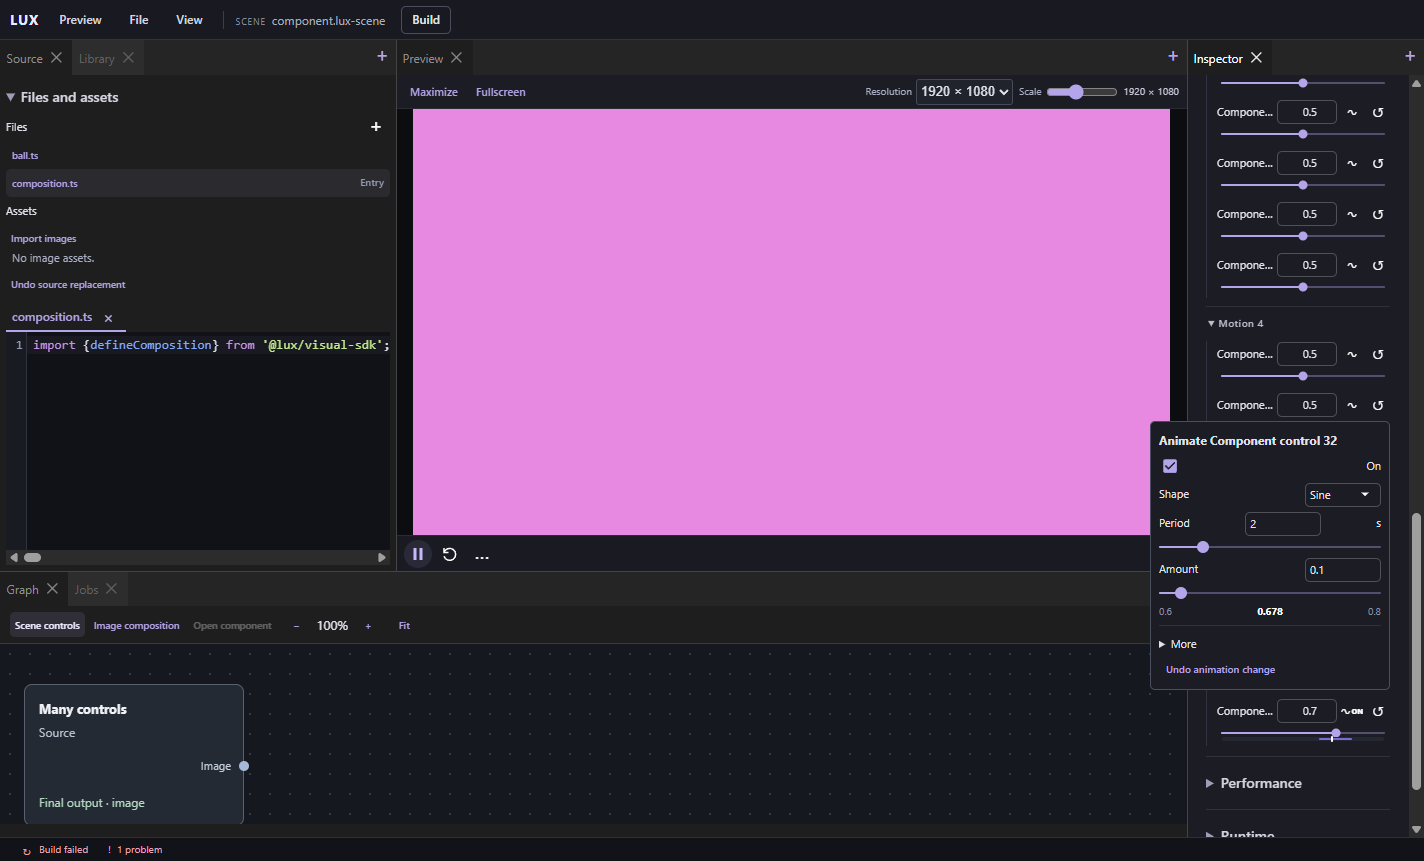 LUX Preview File View SCENE component.lux-scene Build
Source Library +
Files and assets
Files +
ball.ts
composition.ts Entry
Assets
Import images
No image assets.
Undo source replacement
composition.ts
1 import {defineComposition} from '@lux/visual-sdk';
Preview +
Maximize Fullscreen Resolution 1920 × 1080 Scale 1920 × 1080
...
Graph Jobs
Scene controls Image composition Open component − 100% + Fit
Many controls
Source
Image
Final output · image
Inspector +
Compone... 0.5
Compone... 0.5
Compone... 0.5
Compone... 0.5
Motion 4
Compone... 0.5
Compone... 0.5
Animate Component control 32
On
Shape Sine
Period 2 s
Amount 0.1
0.6 0.678 0.8
More
Undo animation change
Compone... 0.7 ON
Performance
Runtime
Build failed ! 1 problem